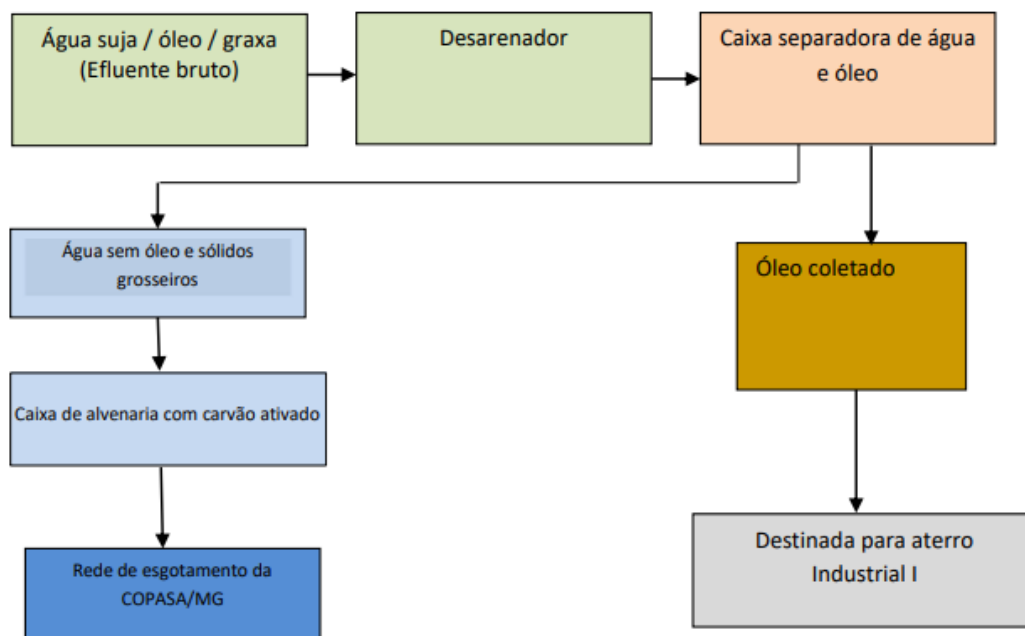 Água suja / óleo / graxa
(Efluente bruto)
Desarenador
Caixa separadora de água
e óleo
Água sem óleo e sólidos
grosseiros
Óleo coletado
Caixa de alvenaria com carvão ativado
Rede de esgotamento da
COPASA/MG
Destinada para aterro
Industrial I